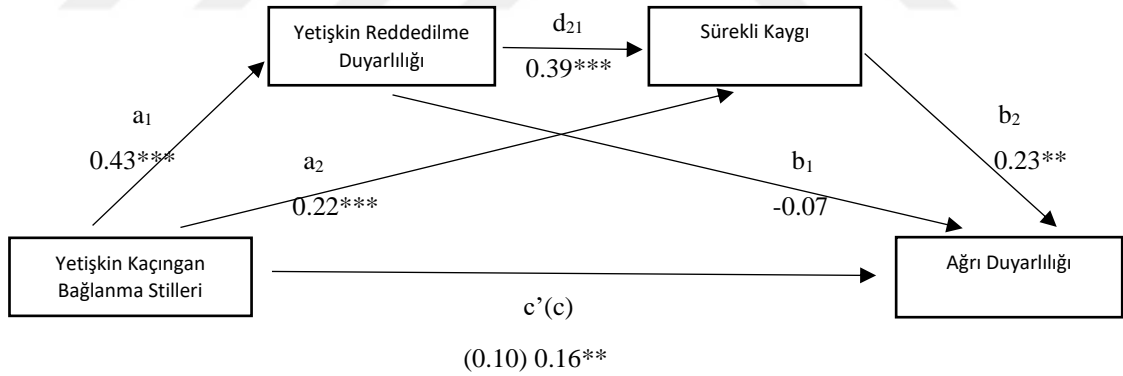 Yetişkin Reddedilme
Duyarlılığı
d₂₁
0.39***
Sürekli Kaygı
a₁
0.43***
a₂
0.22***
b₁
-0.07
b₂
0.23**
Yetişkin Kaçıngan
Bağlanma Stilleri
Ağrı Duyarlılığı
c’(c)
(0.10) 0.16**